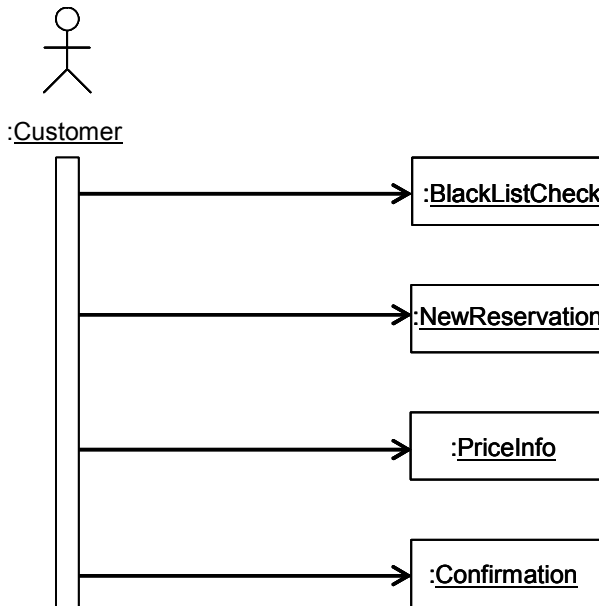 :Customer
:BlackListCheck
:NewReservation
:PriceInfo
:Confirmation